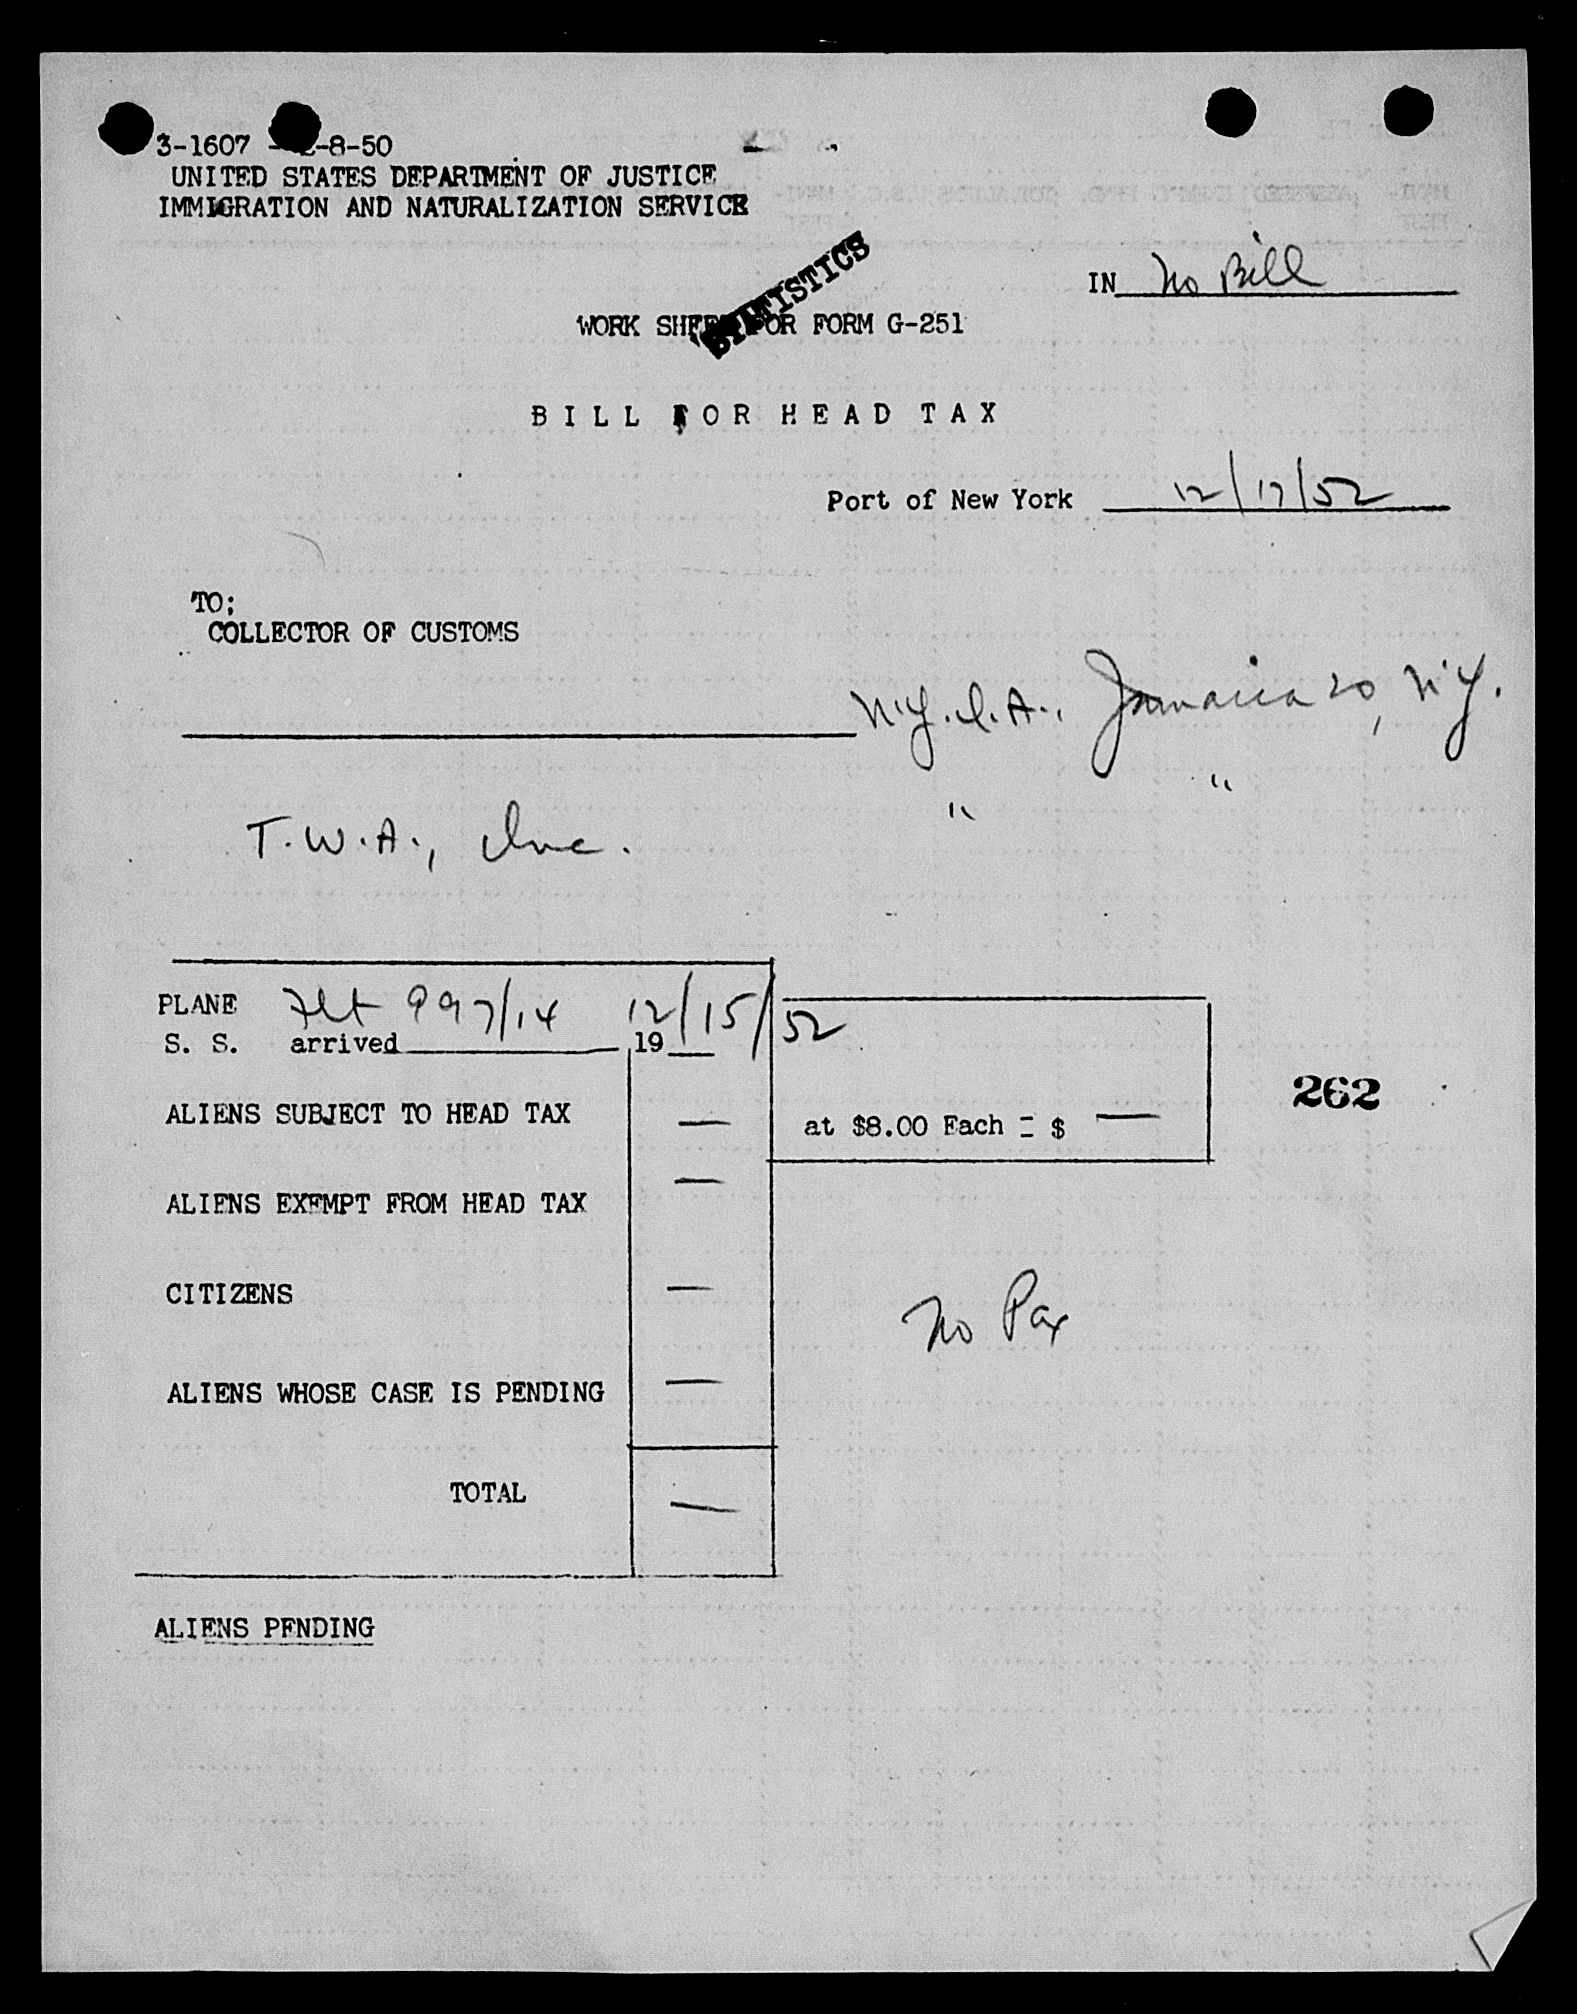 3-1607 - 2-8-50
UNITED STATES DEPARTMENT OF JUSTICE
IMMIGRATION AND NATURALIZATION SERVICE
STATISTICS
IN No Bill
WORK SHEET FOR FORM G-251
BILL FOR HEAD TAX
Port of New York 12/17/52
TO;
COLLECTOR OF CUSTOMS
N.Y.I.A., Jamaica 20, N.Y.
" "
T.W.A., Inc.
PLANE Flt 997/14 12/15/52
S. S. arrived 19
262
ALIENS SUBJECT TO HEAD TAX — at $8.00 Each = $ —
ALIENS EXEMPT FROM HEAD TAX —
CITIZENS —
No Pax
ALIENS WHOSE CASE IS PENDING —
TOTAL —
ALIENS PENDING